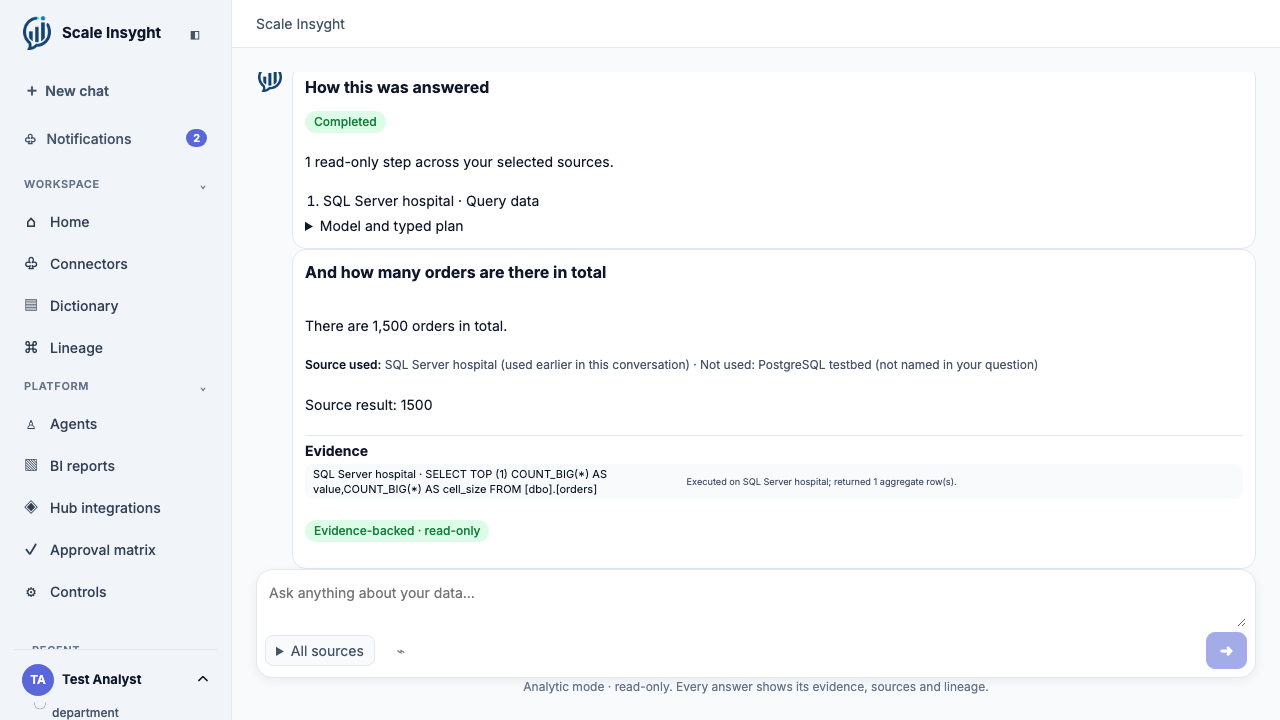 Scale Insyght
+ New chat
Notifications
2
WORKSPACE
Home
Connectors
Dictionary
Lineage
PLATFORM
Agents
BI reports
Hub integrations
Approval matrix
Controls
RECENT
TA
Test Analyst
department
Scale Insyght
How this was answered
Completed
1 read-only step across your selected sources.
1. SQL Server hospital · Query data
Model and typed plan
And how many orders are there in total
There are 1,500 orders in total.
Source used: SQL Server hospital (used earlier in this conversation) · Not used: PostgreSQL testbed (not named in your question)
Source result: 1500
Evidence
SQL Server hospital · SELECT TOP (1) COUNT_BIG(*) AS
value,COUNT_BIG(*) AS cell_size FROM [dbo].[orders]
Executed on SQL Server hospital; returned 1 aggregate row(s).
Evidence-backed · read-only
Ask anything about your data...
All sources
Analytic mode · read-only. Every answer shows its evidence, sources and lineage.